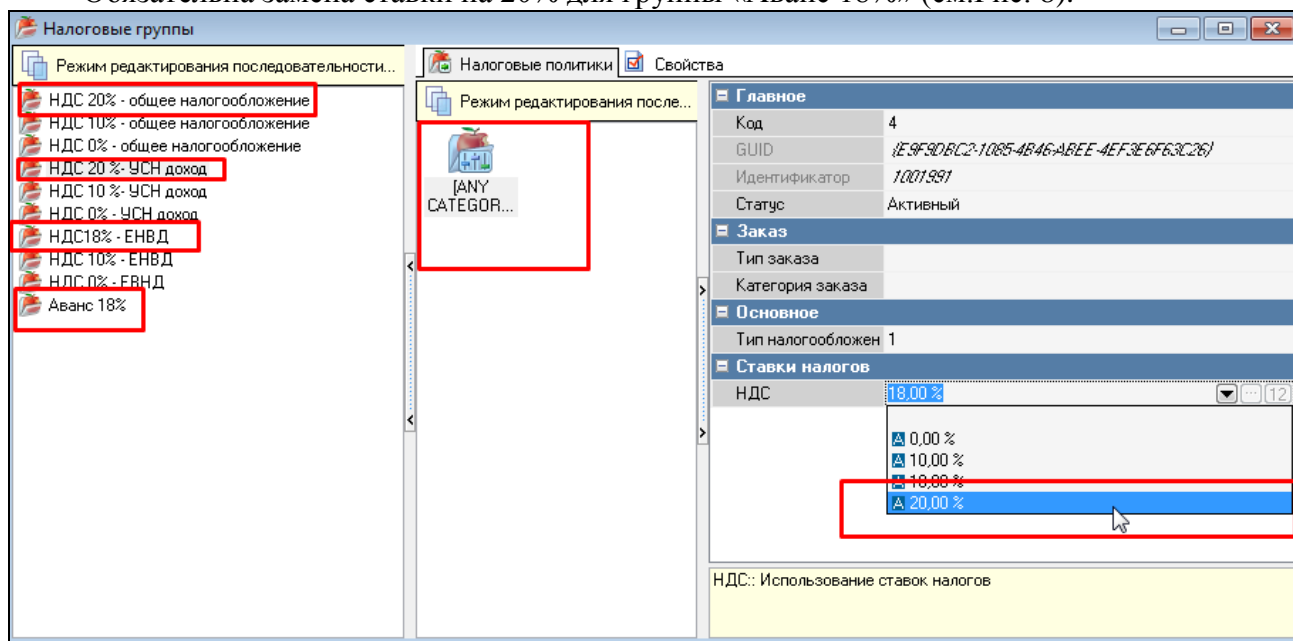 Обязательна замена ставки на 20% для группы «Аванс 18%» (см.Рис. 8).
Налоговые группы
Режим редактирования последовательности...
НДС 20% - общее налогообложение
НДС 10% - общее налогообложение
НДС 0% - общее налогообложение
НДС 20 %- УСН доход
НДС 10 %- УСН доход
НДС 0% - УСН доход
НДС18% - ЕНВД
НДС 10% - ЕНВД
НДС 0% - ЕВНД
Аванс 18%
Налоговые политики Свойства
Режим редактирования после...
[ANY
CATEGOR...
Главное
Код 4
GUID {E9F9DBC2-1085-4B46-ABEE-4EF3E6F63C26}
Идентификатор 1001991
Статус Активный
Заказ
Тип заказа
Категория заказа
Основное
Тип налогообложен 1
Ставки налогов
НДС 18,00 % 12
A 0,00 %
A 10,00 %
A 18,00 %
A 20,00 %
НДС:: Использование ставок налогов